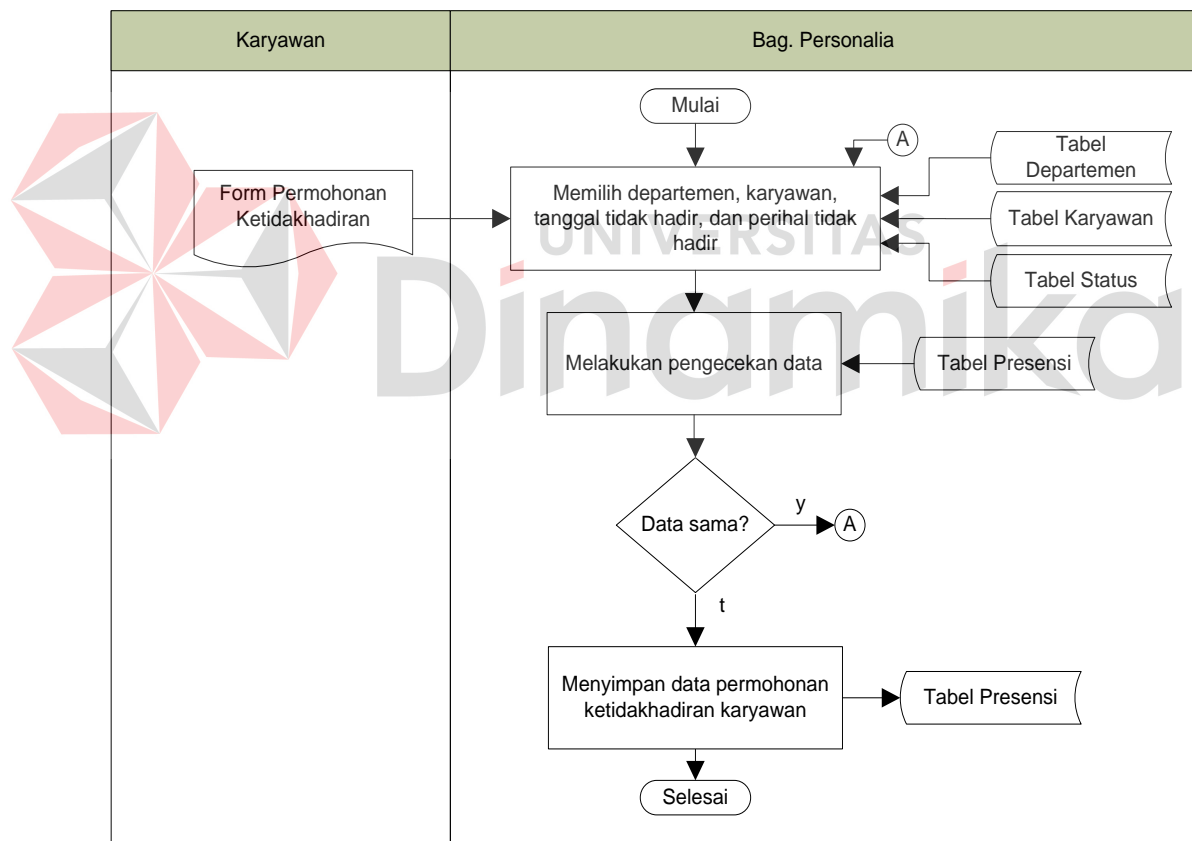 Karyawan
Bag. Personalia
Mulai
A
Tabel
Departemen
Form Permohonan
Ketidakhadiran
Memilih departemen, karyawan,
tanggal tidak hadir, dan perihal tidak
hadir
Tabel Karyawan
UNIVERSITAS
Dinamika
Tabel Status
Melakukan pengecekan data
Tabel Presensi
Data sama?
y
A
t
Menyimpan data permohonan
ketidakhadiran karyawan
Tabel Presensi
Selesai